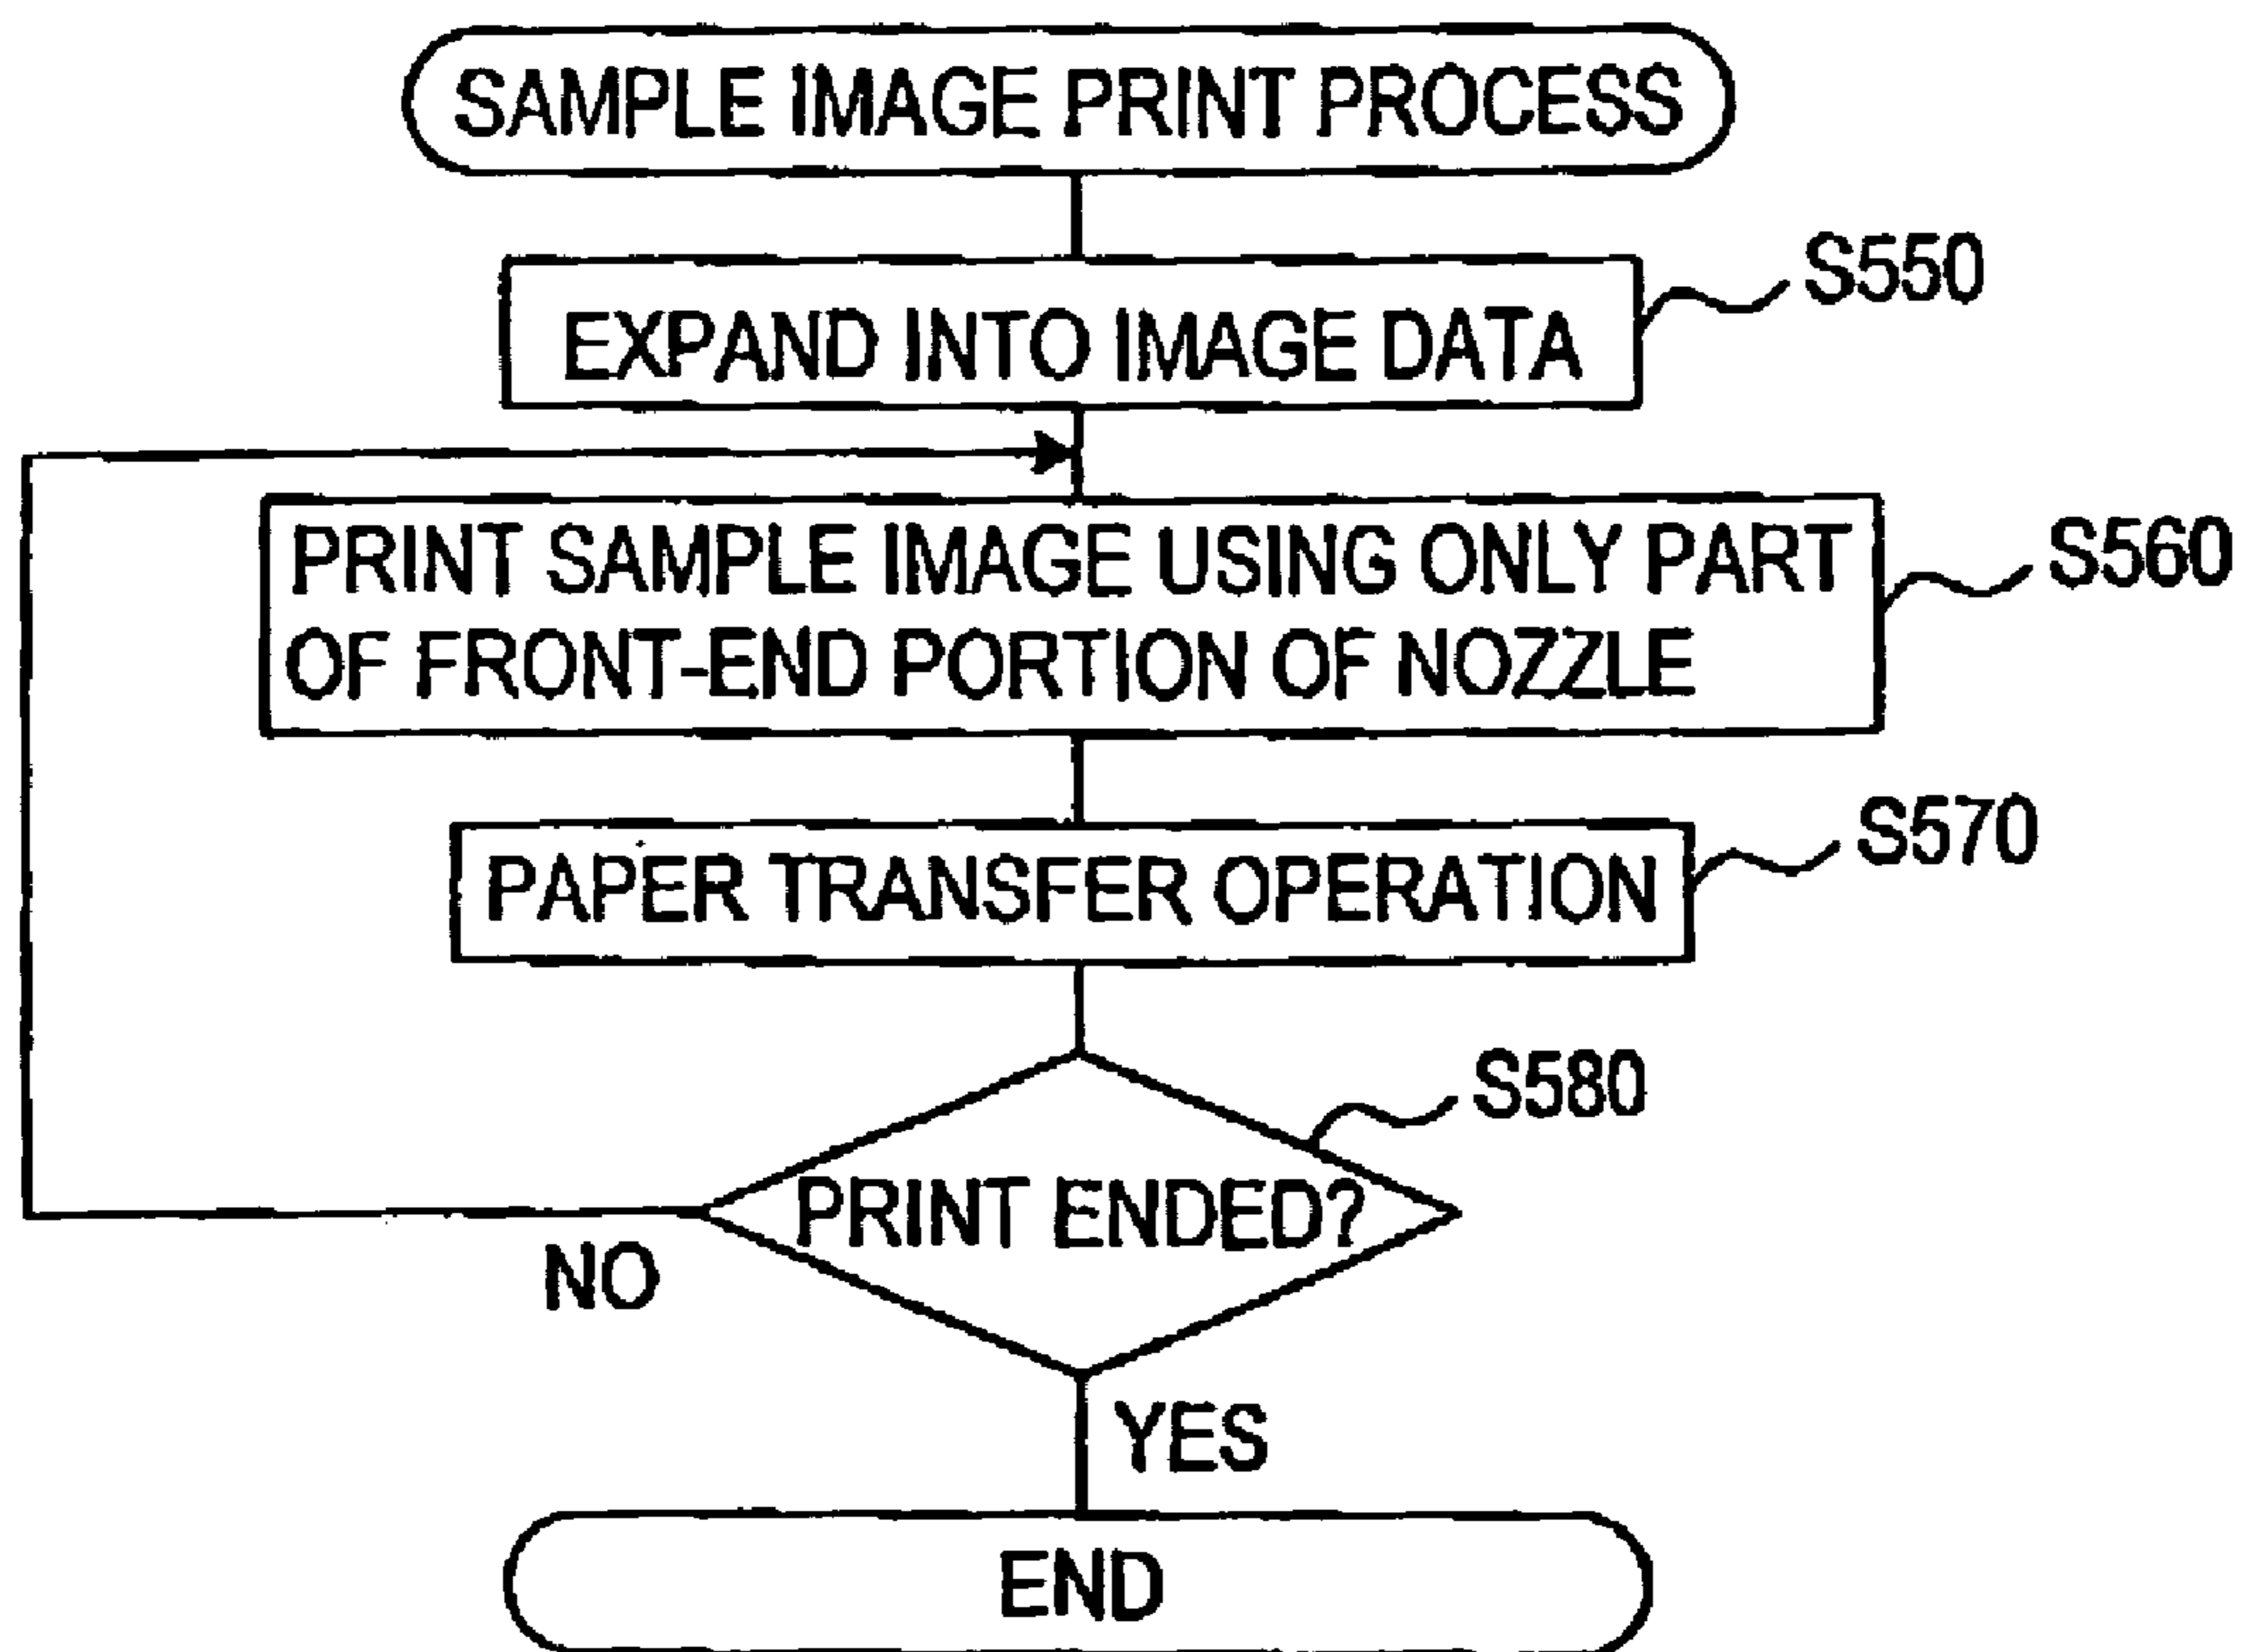 SAMPLE IMAGE PRINT PROCESS
S550
EXPAND INTO IMAGE DATA
PRINT SAMPLE IMAGE USING ONLY PART
OF FRONT-END PORTION OF NOZZLE
S560
PAPER TRANSFER OPERATION
S570
S580
PRINT ENDED?
NO
YES
END